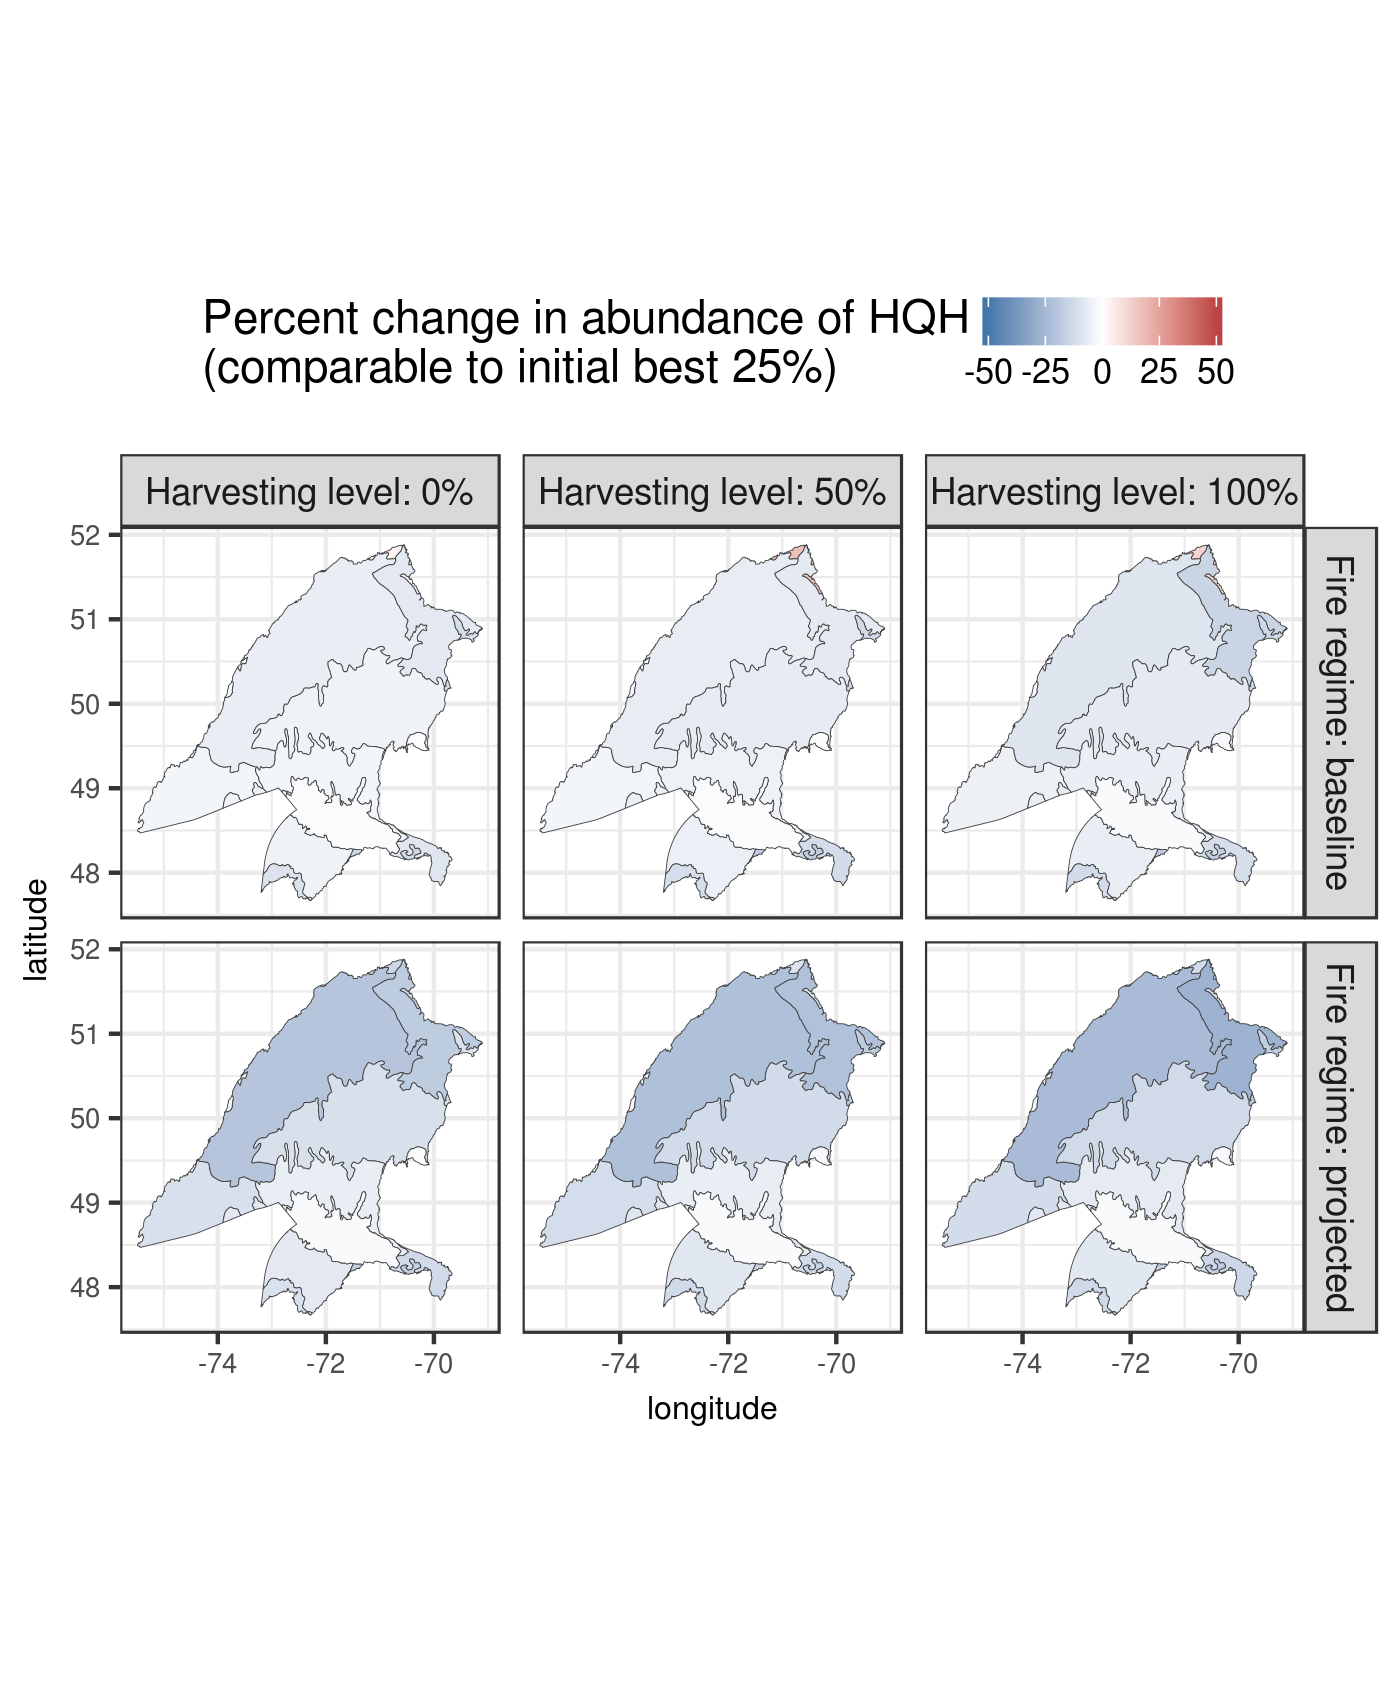 Percent change in abundance of HQH
(comparable to initial best 25%)
-50 -25 0 25 50
Harvesting level: 0%
Harvesting level: 50%
Harvesting level: 100%
52
51
50
49
48
Fire regime: baseline
latitude
52
51
50
49
48
Fire regime: projected
-74 -72 -70
-74 -72 -70
-74 -72 -70
longitude